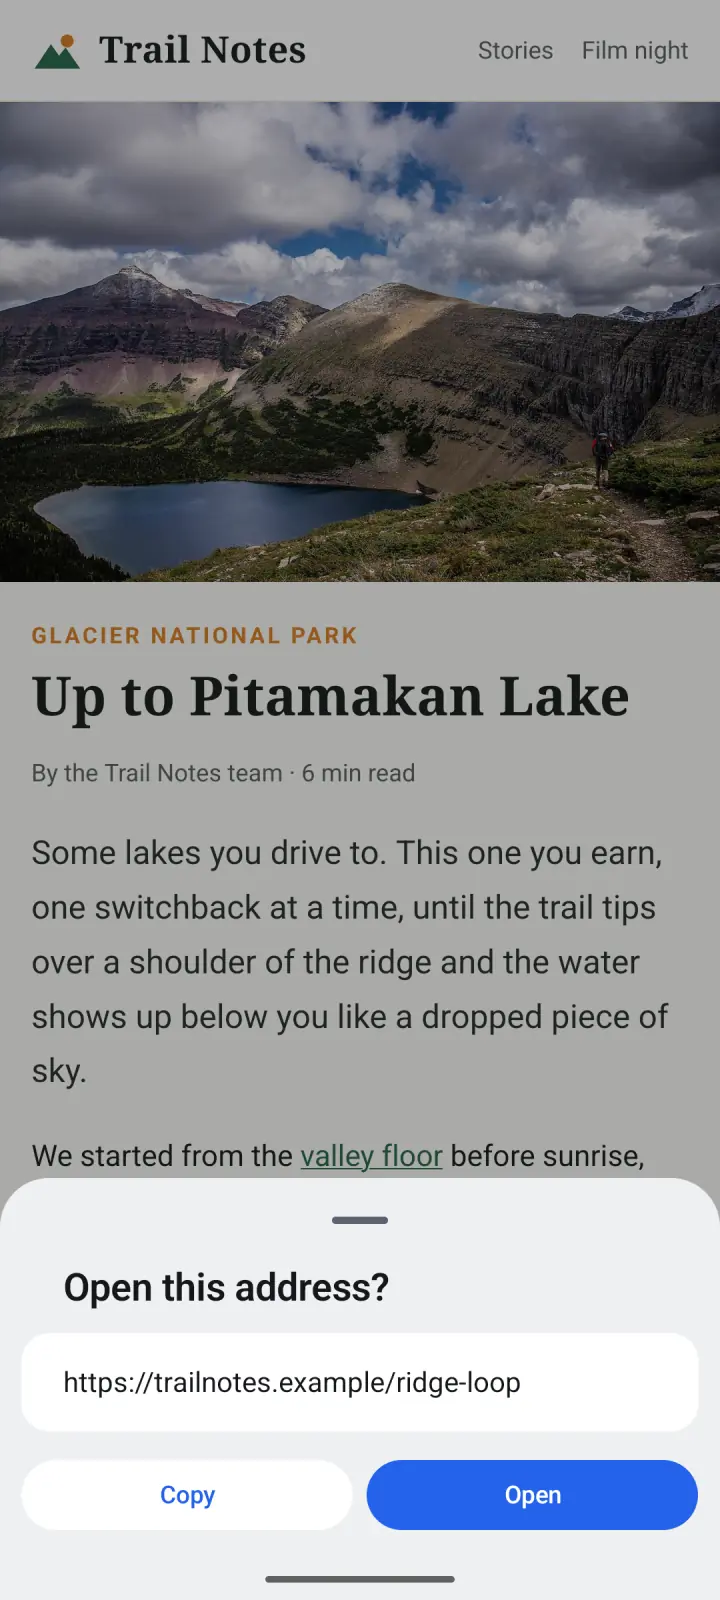 Trail Notes
Stories
Film night
GLACIER NATIONAL PARK
Up to Pitamakan Lake
By the Trail Notes team · 6 min read
Some lakes you drive to. This one you earn,
one switchback at a time, until the trail tips
over a shoulder of the ridge and the water
shows up below you like a dropped piece of
sky.
We started from the valley floor before sunrise,
Open this address?
https://trailnotes.example/ridge-loop
Copy
Open